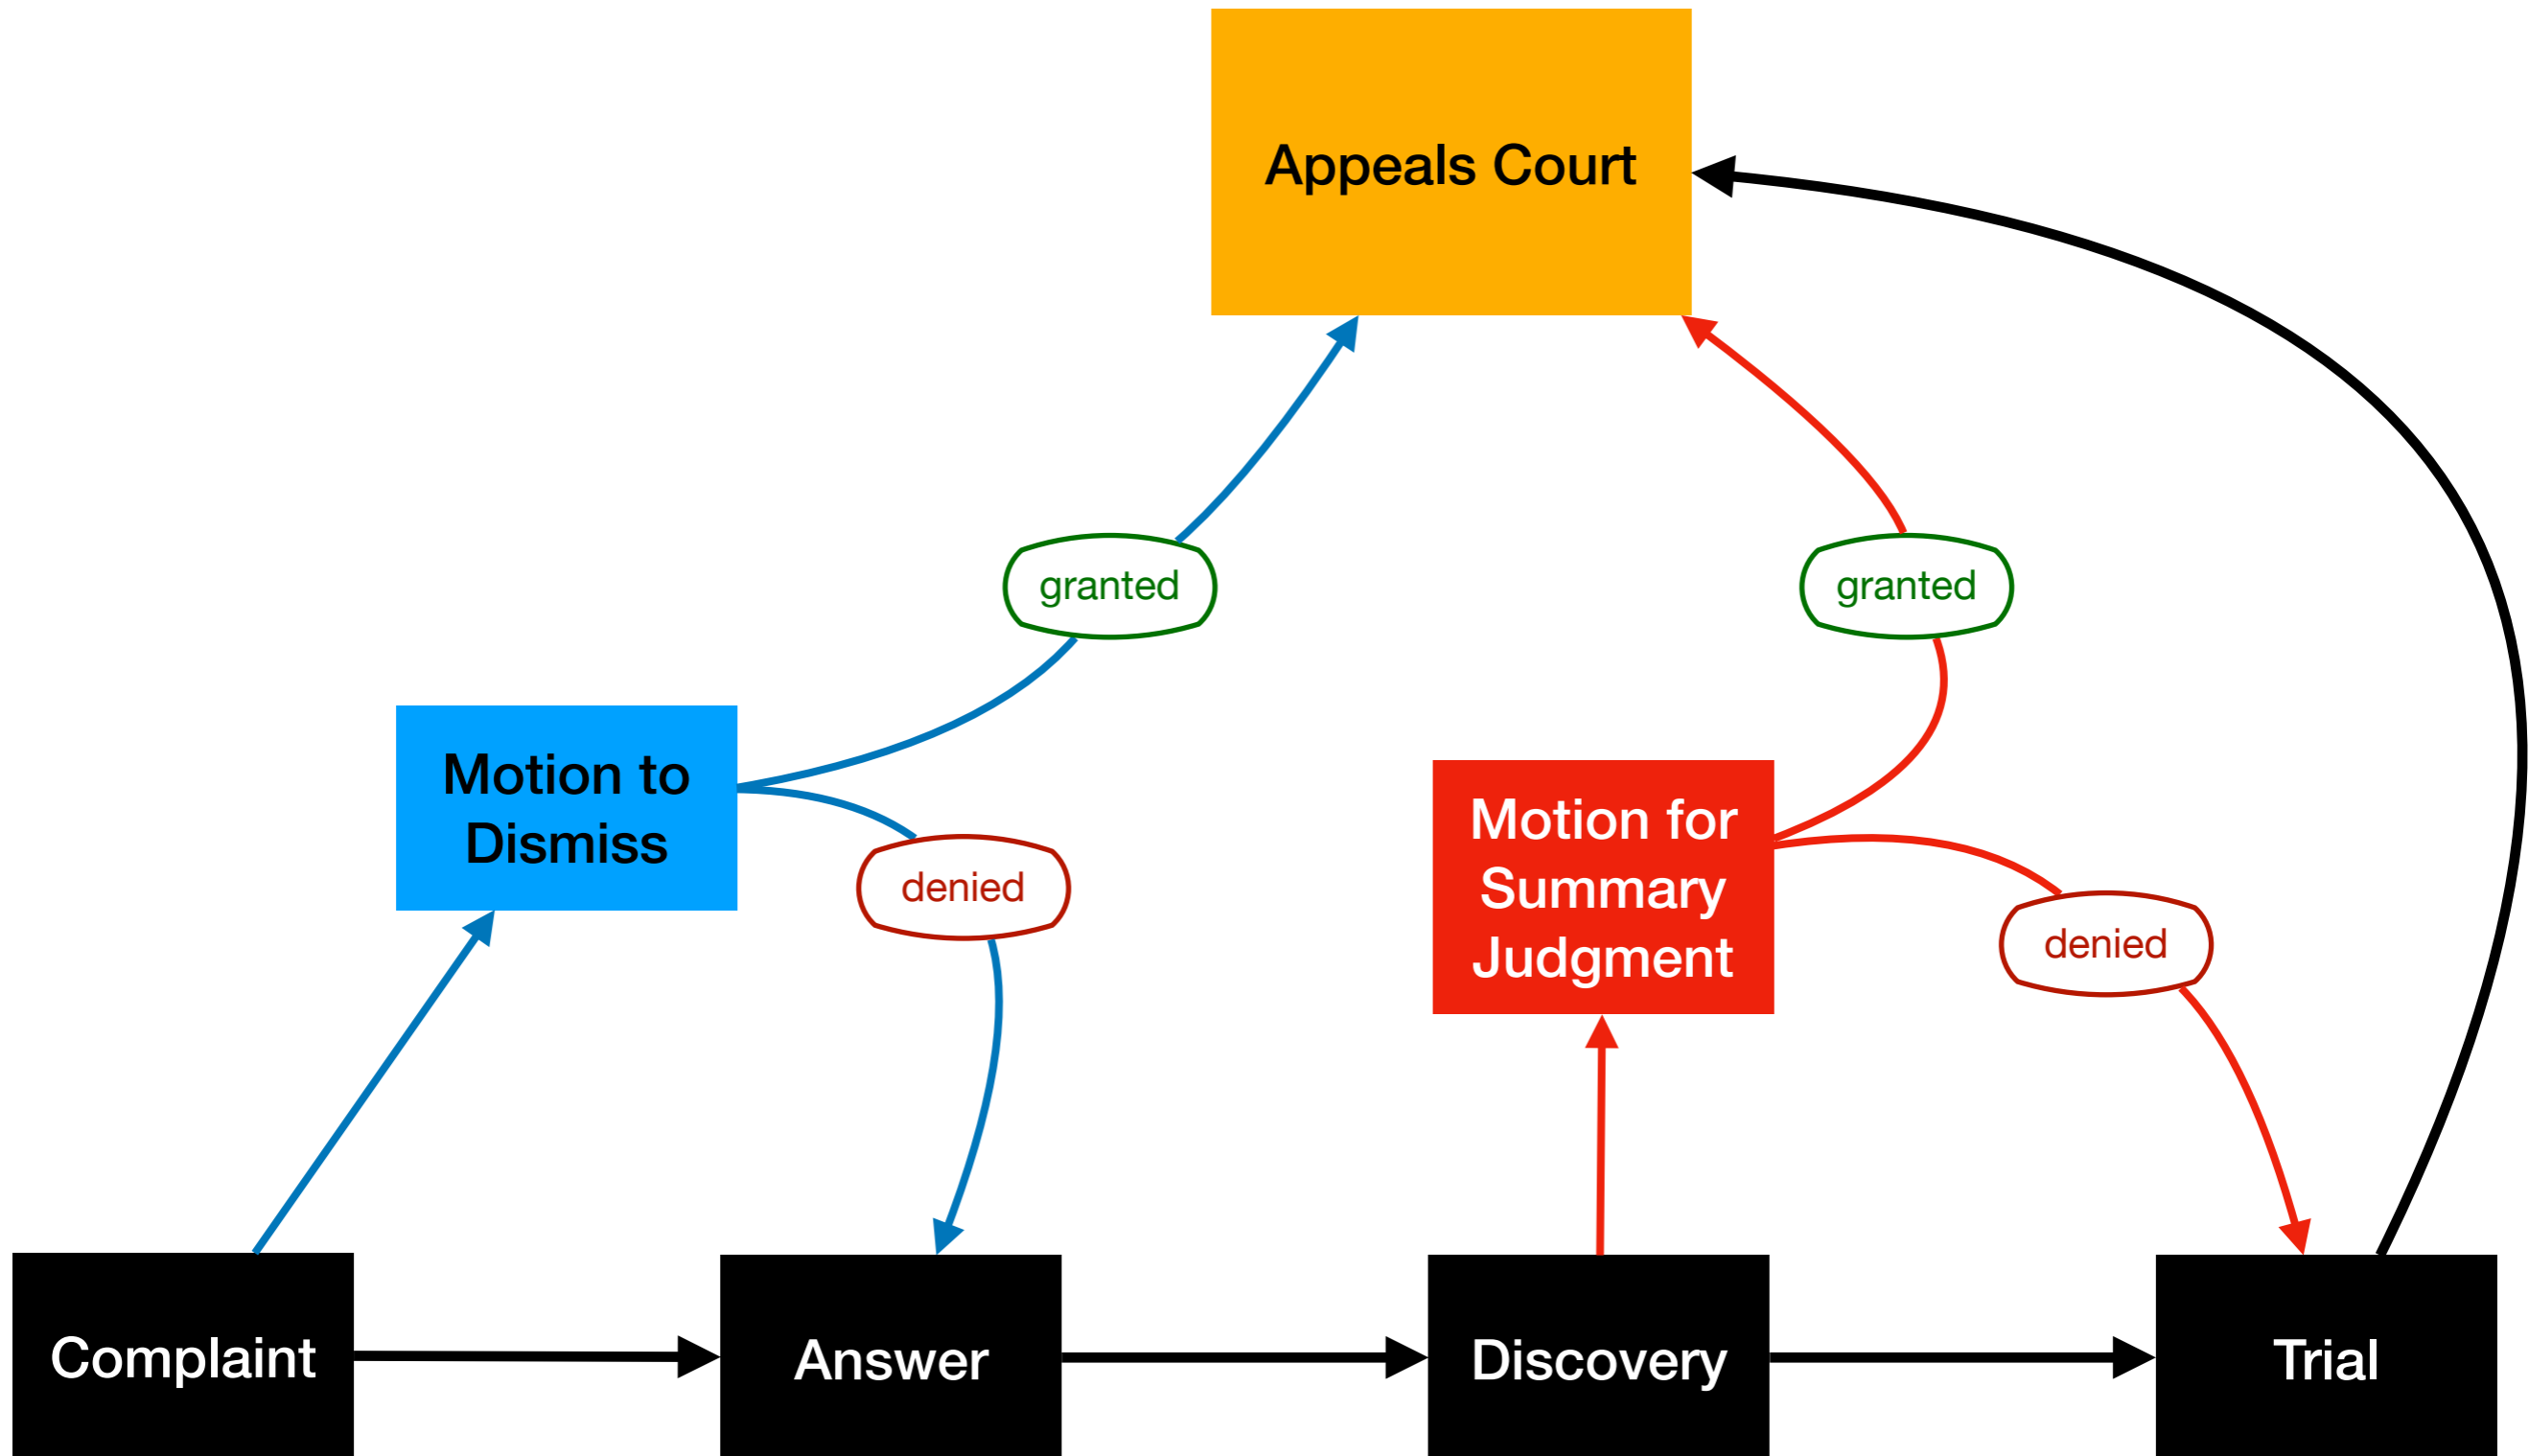 Appeals Court
granted
granted
Motion to
Dismiss
denied
Motion for
Summary
Judgment
denied
Complaint
Answer
Discovery
Trial